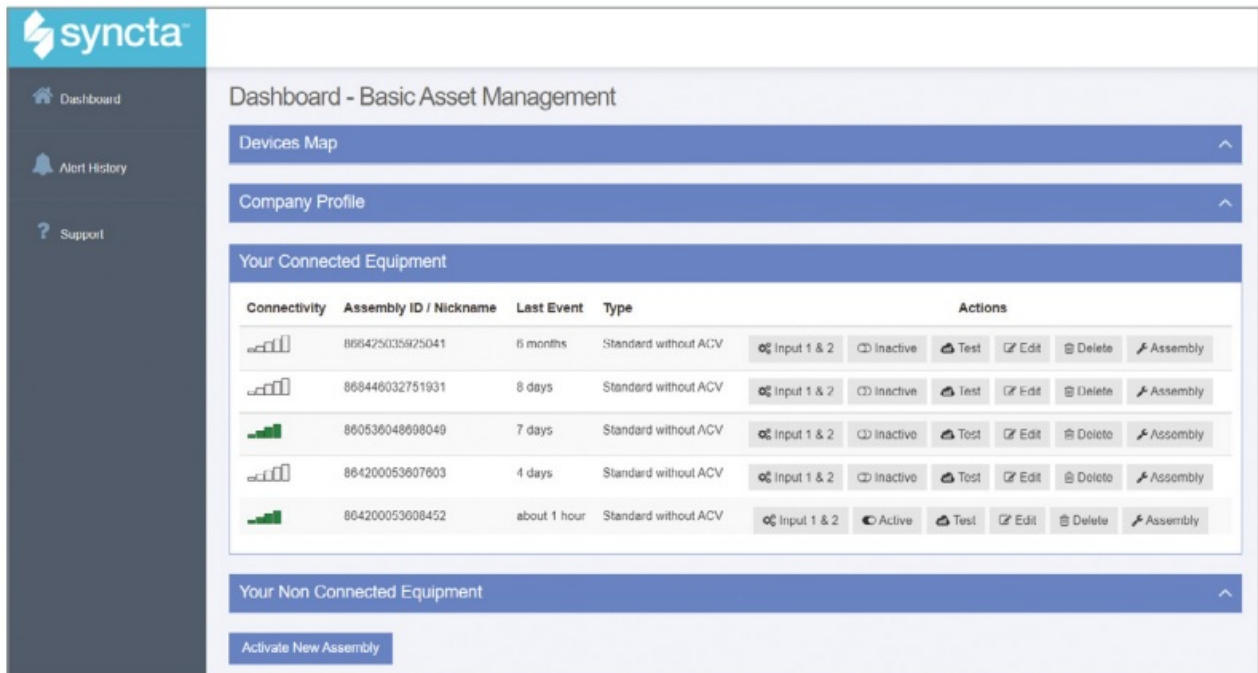 syncta™
Dashboard
Alert History
? Support
Dashboard - Basic Asset Management
Devices Map
Company Profile
Your Connected Equipment
Connectivity Assembly ID / Nickname Last Event Type Actions
866425035925041 6 months Standard without ACV Input 1 & 2 Inactive Test Edit Delete Assembly
868446032751931 8 days Standard without ACV Input 1 & 2 Inactive Test Edit Delete Assembly
860536048698049 7 days Standard without ACV Input 1 & 2 Inactive Test Edit Delete Assembly
864200053607603 4 days Standard without ACV Input 1 & 2 Inactive Test Edit Delete Assembly
864200053608452 about 1 hour Standard without ACV Input 1 & 2 Active Test Edit Delete Assembly
Your Non Connected Equipment
Activate New Assembly